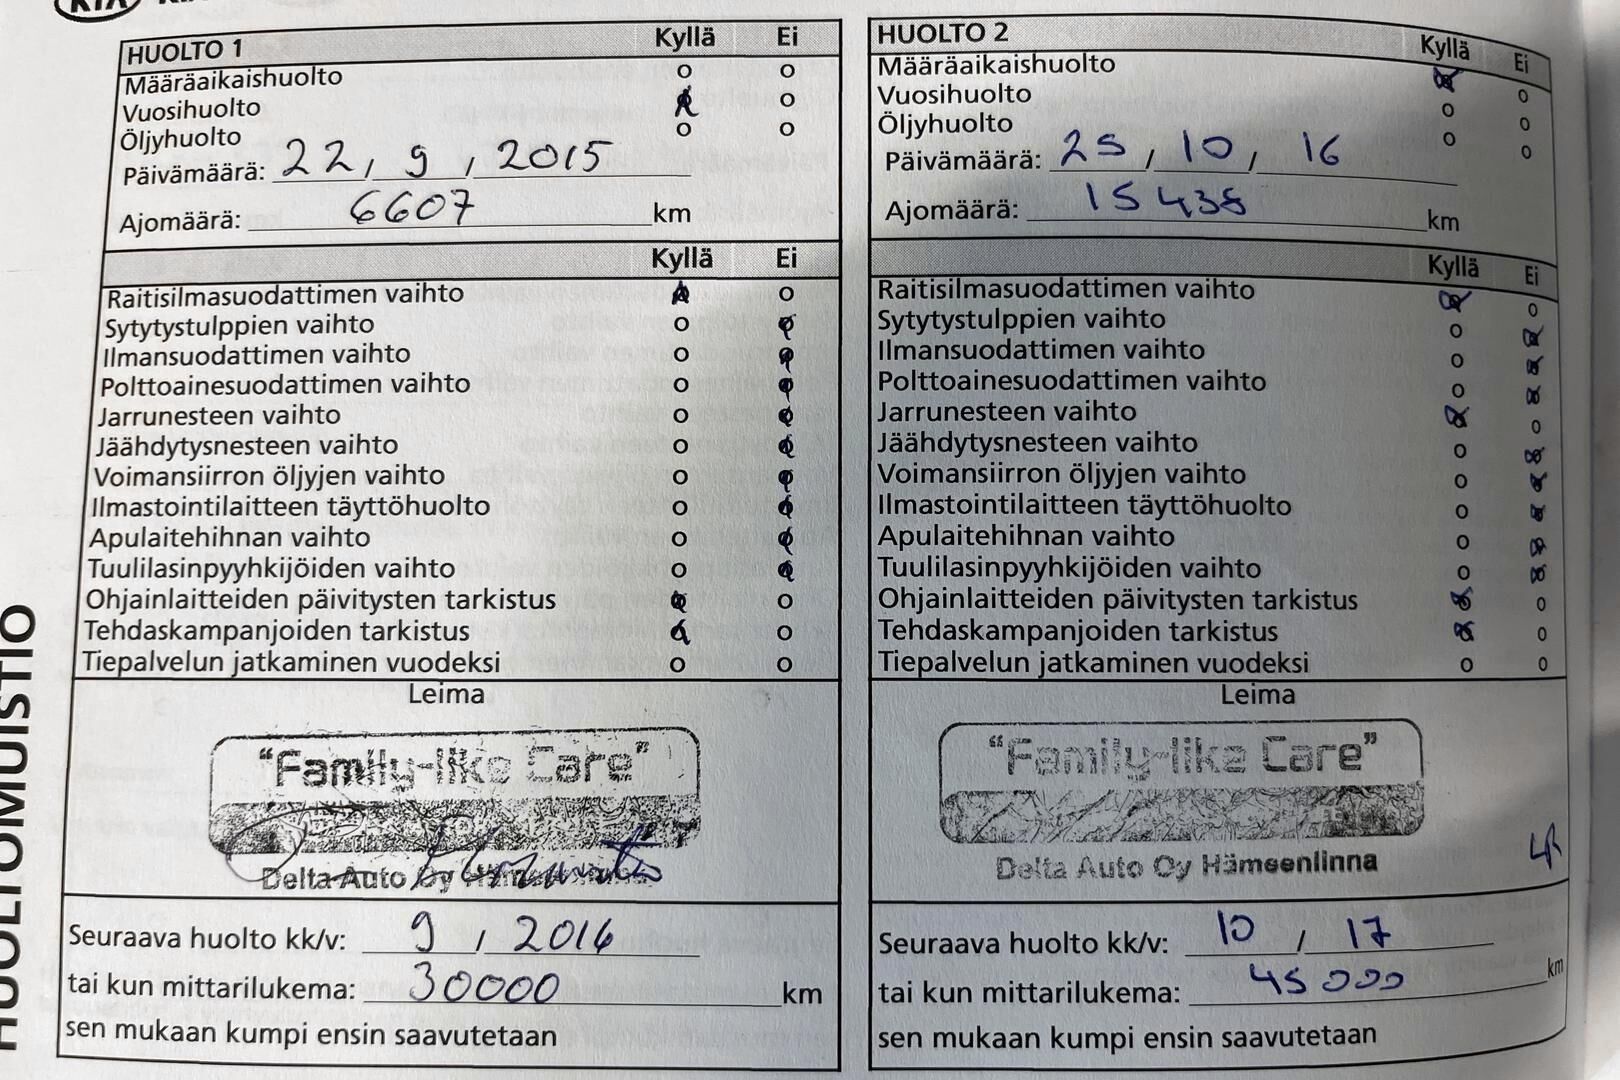 KIA
HUOLTOMUISTIO
HUOLTO 1 Kyllä Ei
Määräaikaishuolto o o
Vuosihuolto o
Öljyhuolto o o
Päivämäärä: 22, 9, 2015
Ajomäärä: 6607 km
Kyllä Ei
Raitisilmasuodattimen vaihto o
Sytytystulppien vaihto o
Ilmansuodattimen vaihto o
Polttoainesuodattimen vaihto o
Jarrunesteen vaihto o
Jäähdytysnesteen vaihto o
Voimansiirron öljyjen vaihto o
Ilmastointilaitteen täyttöhuolto o
Apulaitehihnan vaihto o
Tuulilasinpyyhkijöiden vaihto o
Ohjainlaitteiden päivitysten tarkistus o
Tehdaskampanjoiden tarkistus o
Tiepalvelun jatkaminen vuodeksi o o
Leima
"Family-like Care"
Delta Auto Oy
Seuraava huolto kk/v: 9 / 2016
tai kun mittarilukema: 30000 km
sen mukaan kumpi ensin saavutetaan
HUOLTO 2 Kyllä Ei
Määräaikaishuolto o
Vuosihuolto o o
Öljyhuolto o o
Päivämäärä: 25 / 10 / 16
Ajomäärä: 15438 km
Kyllä Ei
Raitisilmasuodattimen vaihto o
Sytytystulppien vaihto o
Ilmansuodattimen vaihto o
Polttoainesuodattimen vaihto o
Jarrunesteen vaihto o
Jäähdytysnesteen vaihto o
Voimansiirron öljyjen vaihto o
Ilmastointilaitteen täyttöhuolto o
Apulaitehihnan vaihto o
Tuulilasinpyyhkijöiden vaihto o
Ohjainlaitteiden päivitysten tarkistus o
Tehdaskampanjoiden tarkistus o
Tiepalvelun jatkaminen vuodeksi o o
Leima
"Family-like Care"
Delta Auto Oy Hämeenlinna
Seuraava huolto kk/v: 10 / 17
tai kun mittarilukema: 45 000 km
sen mukaan kumpi ensin saavutetaan